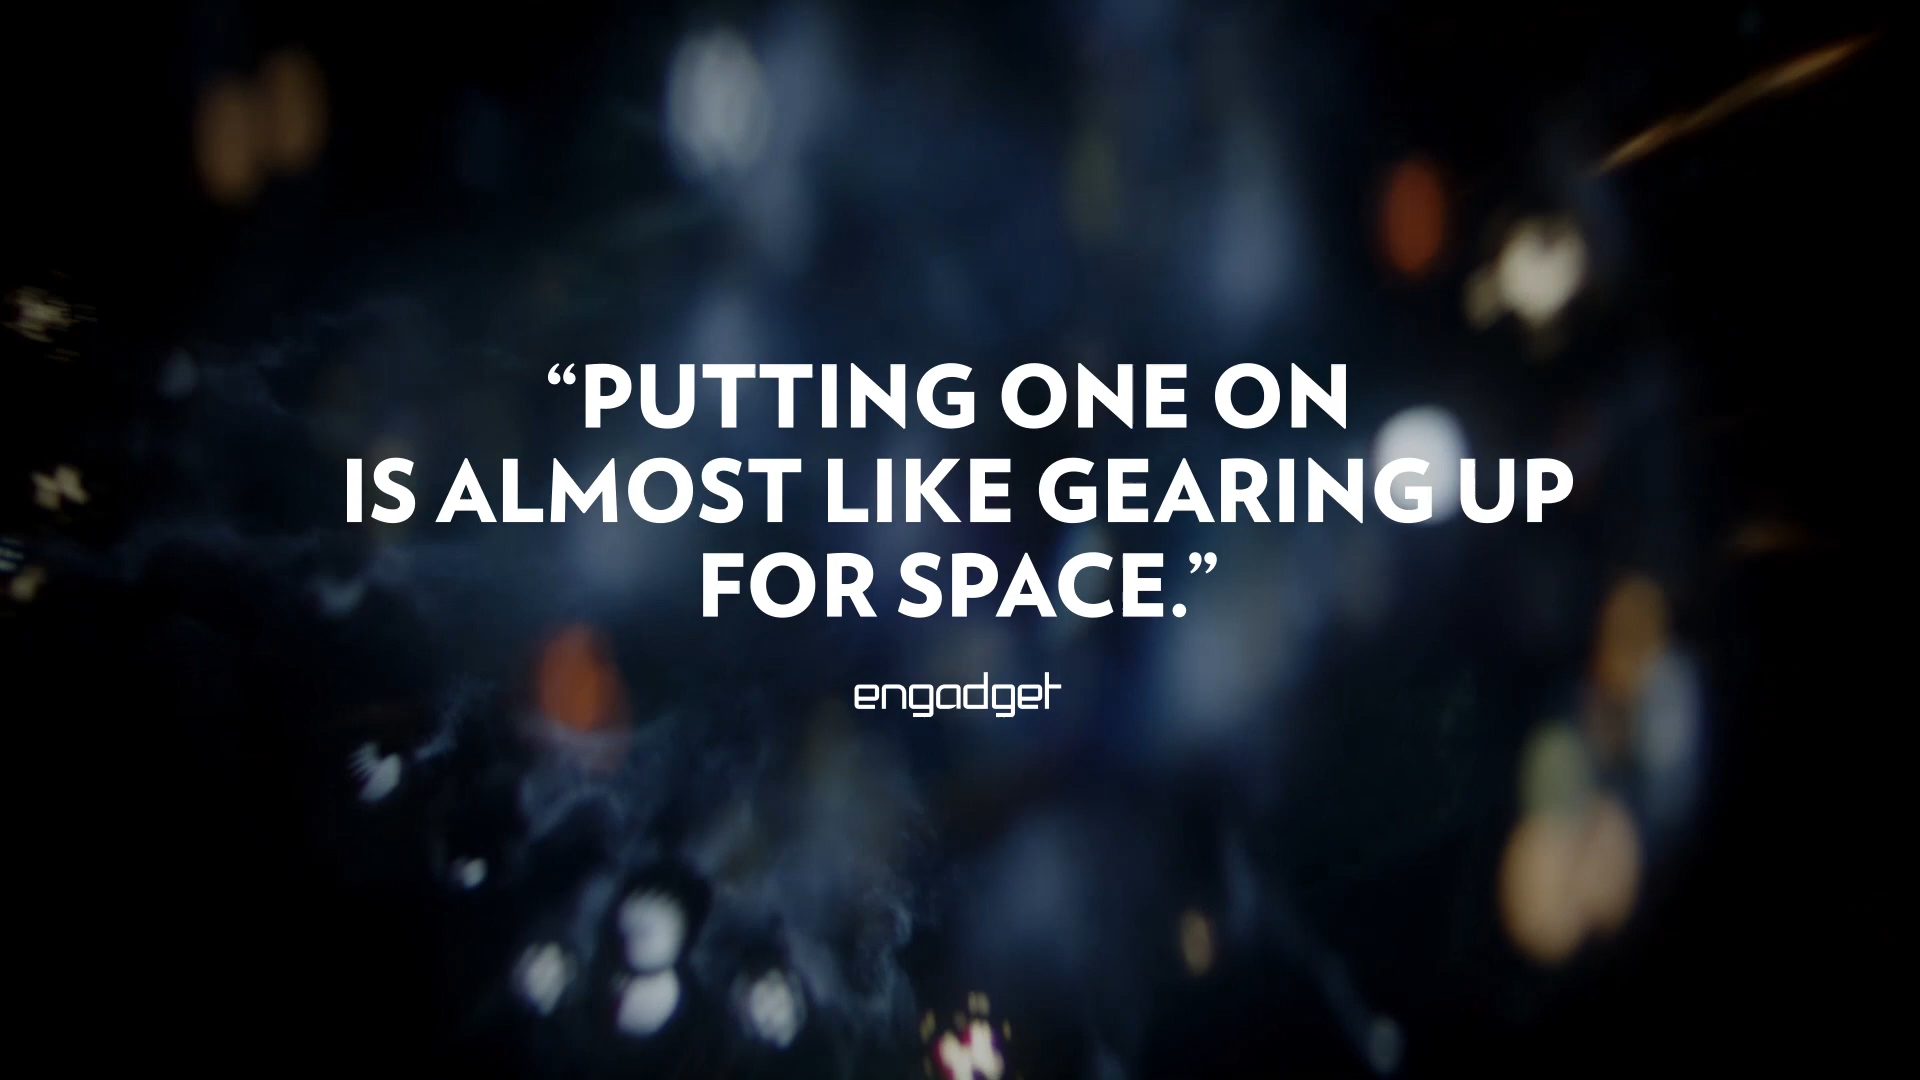 “PUTTING ONE ON
IS ALMOST LIKE GEARING UP
FOR SPACE.”
engadget